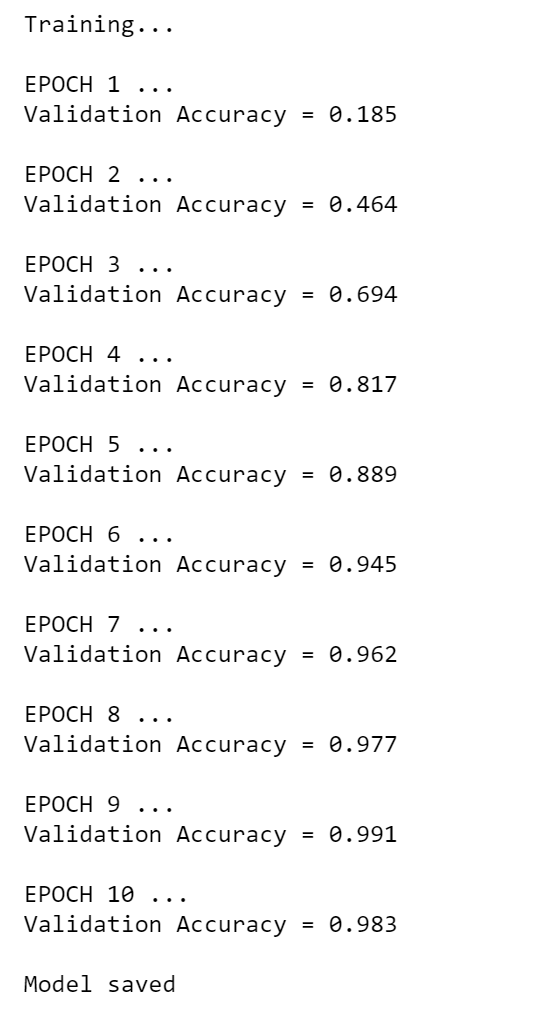 Training...
EPOCH 1 ...
Validation Accuracy = 0.185
EPOCH 2 ...
Validation Accuracy = 0.464
EPOCH 3 ...
Validation Accuracy = 0.694
EPOCH 4 ...
Validation Accuracy = 0.817
EPOCH 5 ...
Validation Accuracy = 0.889
EPOCH 6 ...
Validation Accuracy = 0.945
EPOCH 7 ...
Validation Accuracy = 0.962
EPOCH 8 ...
Validation Accuracy = 0.977
EPOCH 9 ...
Validation Accuracy = 0.991
EPOCH 10 ...
Validation Accuracy = 0.983
Model saved